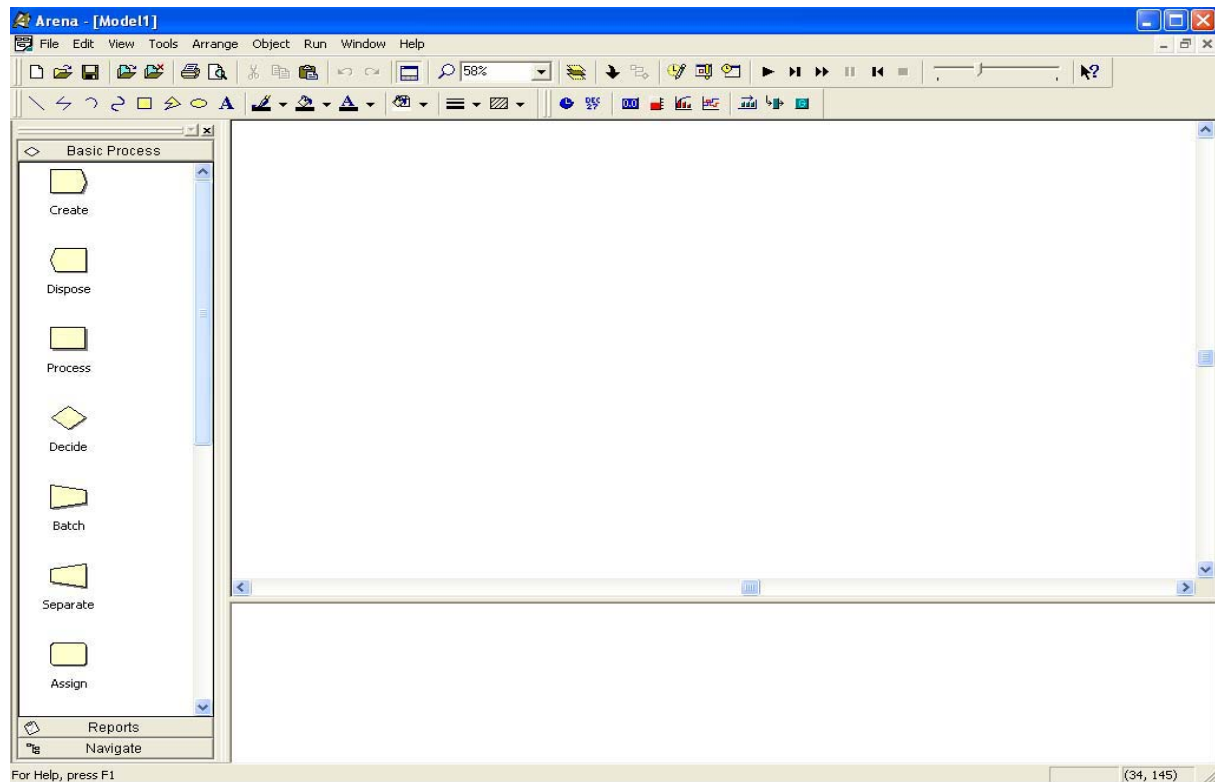 Arena - [Model1]
File Edit View Tools Arrange Object Run Window Help
58%
A A
Basic Process
Create
Dispose
Process
Decide
Batch
Separate
Assign
Reports
Navigate
For Help, press F1
(34, 145)